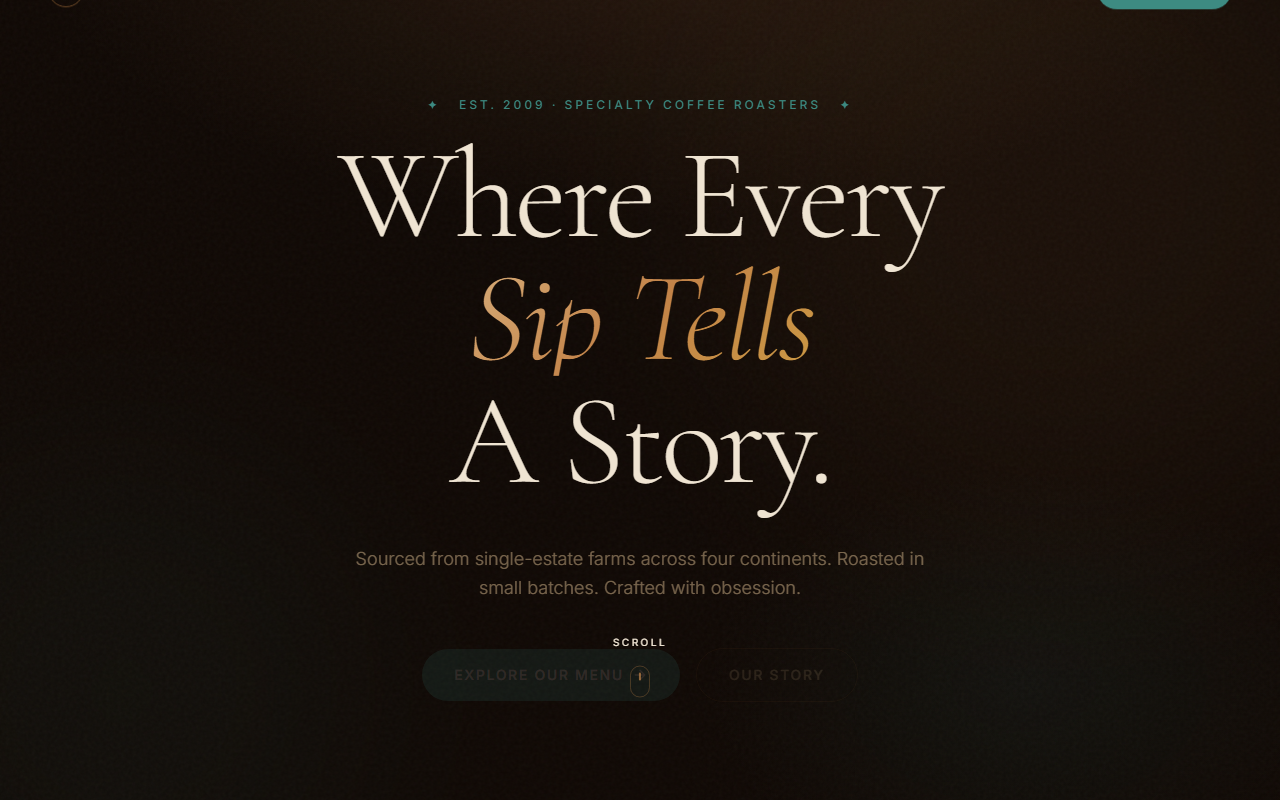 ✦ EST. 2009 · SPECIALTY COFFEE ROASTERS ✦
Where Every
Sip Tells
A Story.
Sourced from single-estate farms across four continents. Roasted in
small batches. Crafted with obsession.
SCROLL
EXPLORE OUR MENU
OUR STORY